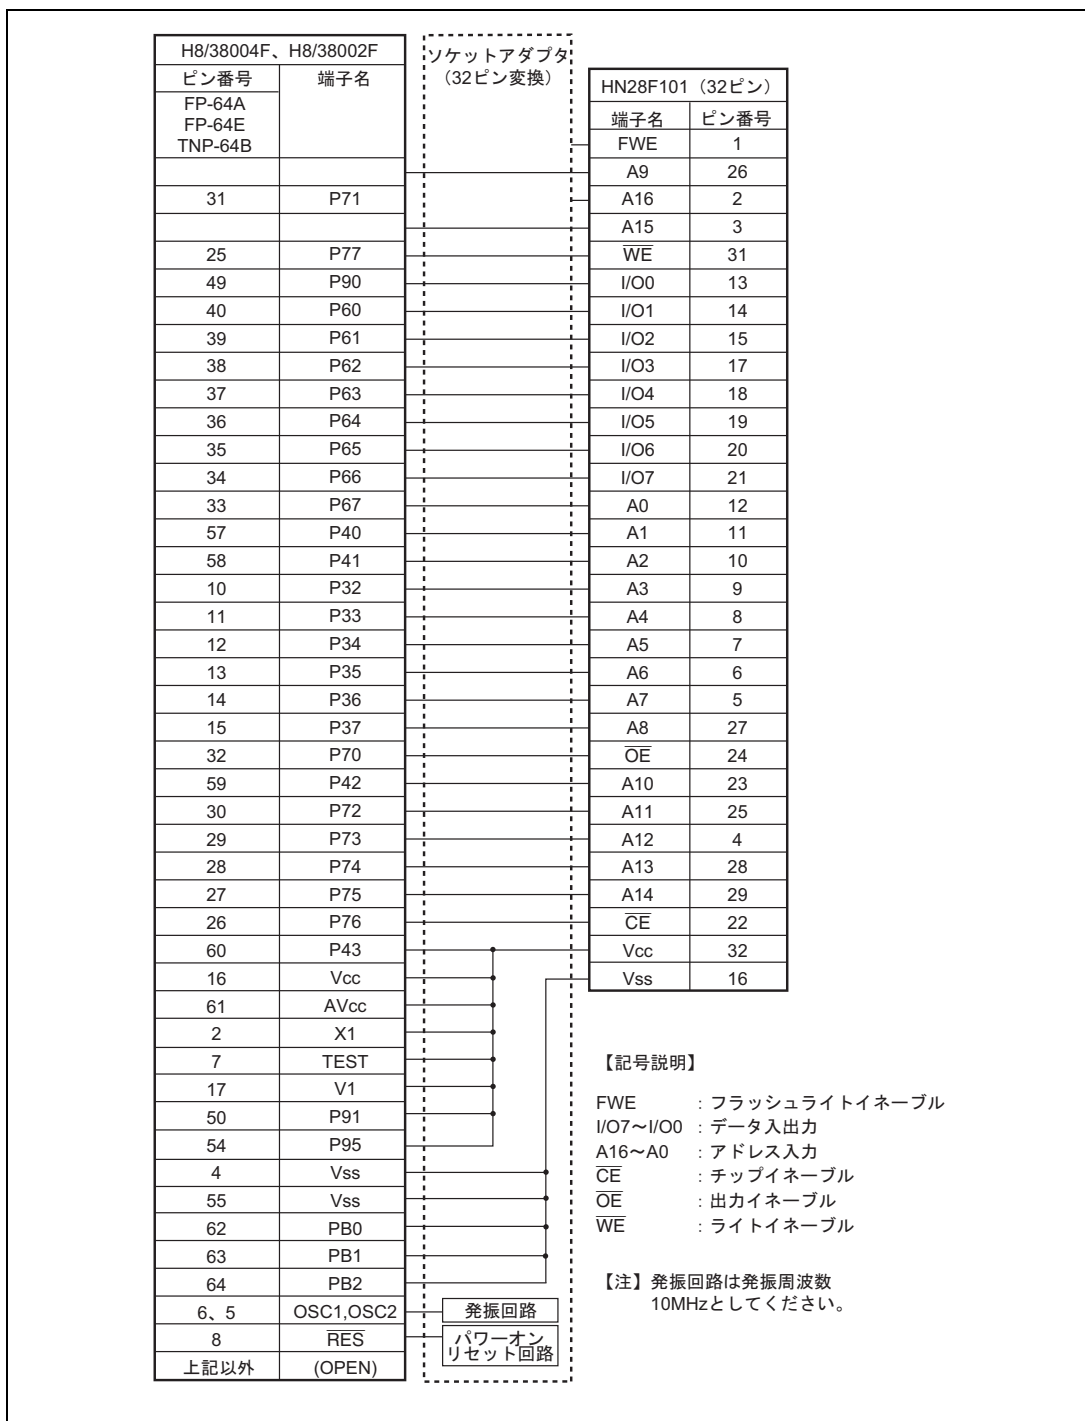 H8/38004F、H8/38002F
ピン番号 端子名
FP-64A
FP-64E
TNP-64B
31 P71
25 P77
49 P90
40 P60
39 P61
38 P62
37 P63
36 P64
35 P65
34 P66
33 P67
57 P40
58 P41
10 P32
11 P33
12 P34
13 P35
14 P36
15 P37
32 P70
59 P42
30 P72
29 P73
28 P74
27 P75
26 P76
60 P43
16 Vcc
61 AVcc
2 X1
7 TEST
17 V1
50 P91
54 P95
4 Vss
55 Vss
62 PB0
63 PB1
64 PB2
6、5 OSC1,OSC2
8 RES
上記以外 (OPEN)
ソケットアダプタ
（32ピン変換）
発振回路
パワーオン
リセット回路
HN28F101（32ピン）
端子名 ピン番号
FWE 1
A9 26
A16 2
A15 3
WE 31
I/O0 13
I/O1 14
I/O2 15
I/O3 17
I/O4 18
I/O5 19
I/O6 20
I/O7 21
A0 12
A1 11
A2 10
A3 9
A4 8
A5 7
A6 6
A7 5
A8 27
OE 24
A10 23
A11 25
A12 4
A13 28
A14 29
CE 22
Vcc 32
Vss 16
【記号説明】
FWE ：フラッシュライトイネーブル
I/O7～I/O0 ：データ入出力
A16～A0 ：アドレス入力
CE ：チップイネーブル
OE ：出力イネーブル
WE ：ライトイネーブル
【注】発振回路は発振周波数
10MHzとしてください。